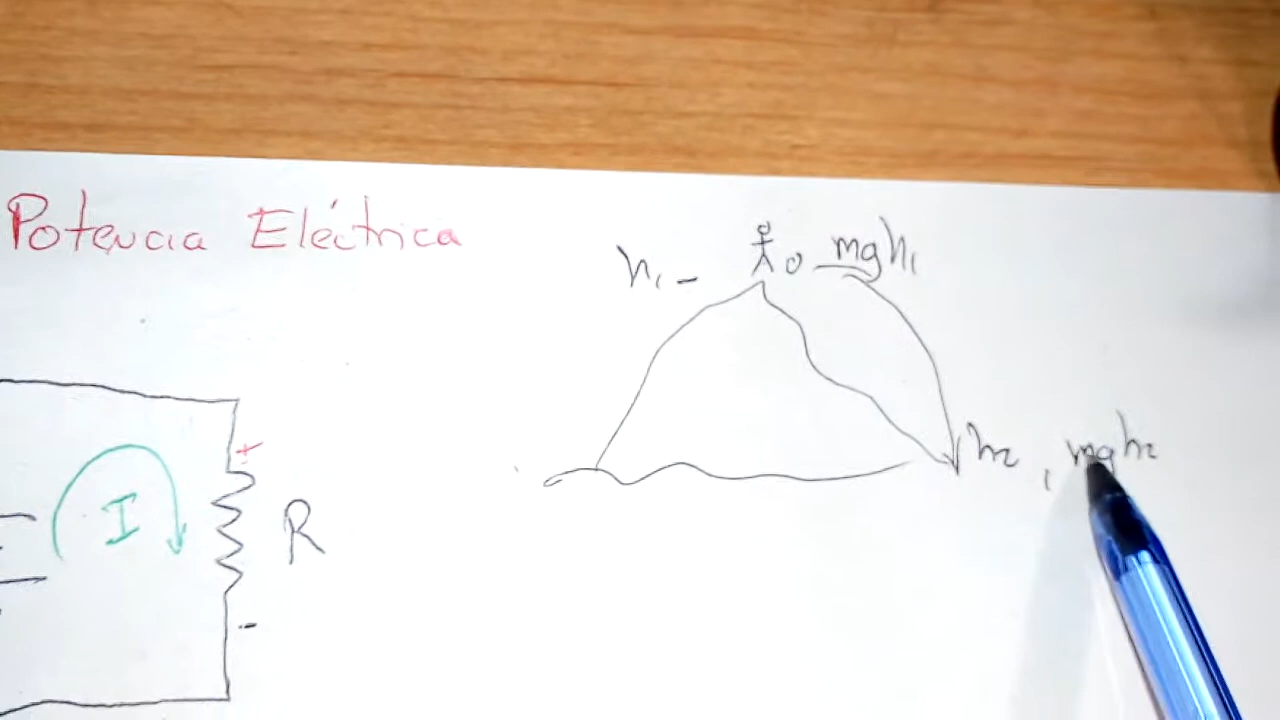 Potencia Eléctrica
h₁ - mgh₁
h₂ , mgh₂
+
I
R
-